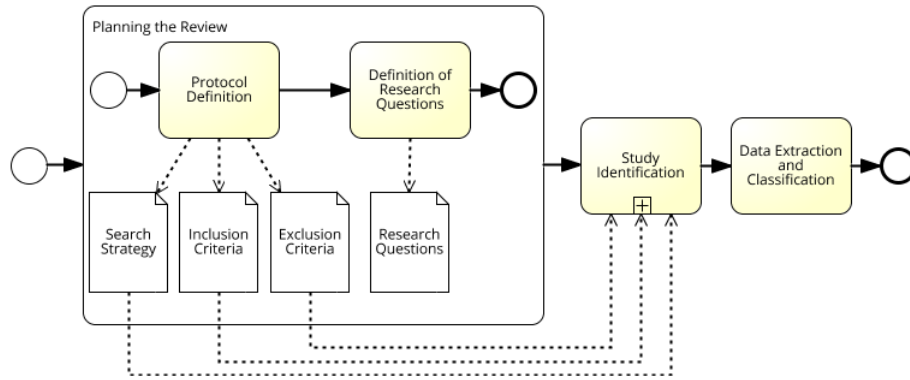 Planning the Review
Protocol
Definition
Definition of
Research
Questions
Study
Identification
Data Extraction
and
Classification
Search
Strategy
Inclusion
Criteria
Exclusion
Criteria
Research
Questions